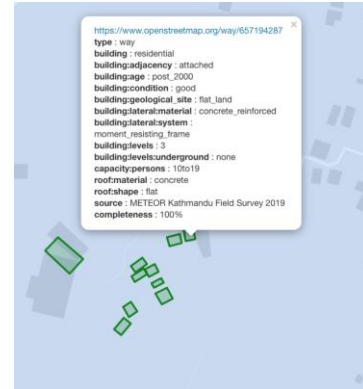 ×
https://www.openstreetmap.org/way/657194287
type : way
building : residential
building:adjacency : attached
building:age : post_2000
building:condition : good
building:geological_site : flat_land
building:lateral:material : concrete_reinforced
building:lateral:system :
moment_resisting_frame
building:levels : 3
building:levels:underground : none
capacity:persons : 10to19
roof:material : concrete
roof:shape : flat
source : METEOR Kathmandu Field Survey 2019
completeness : 100%